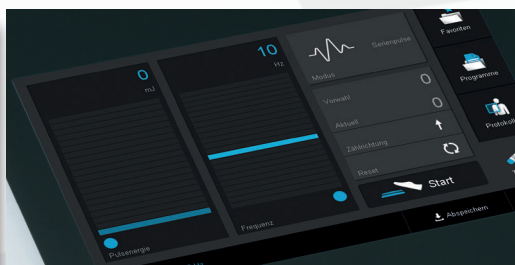 0
mJ
Pulsenergie
10
Hz
Frequenz
Serienpulse
Modus
Vorwahl
0
Aktuell
0
Zählrichtung
Reset
Start
Favoriten
Programme
Protokoll
Abspeichern